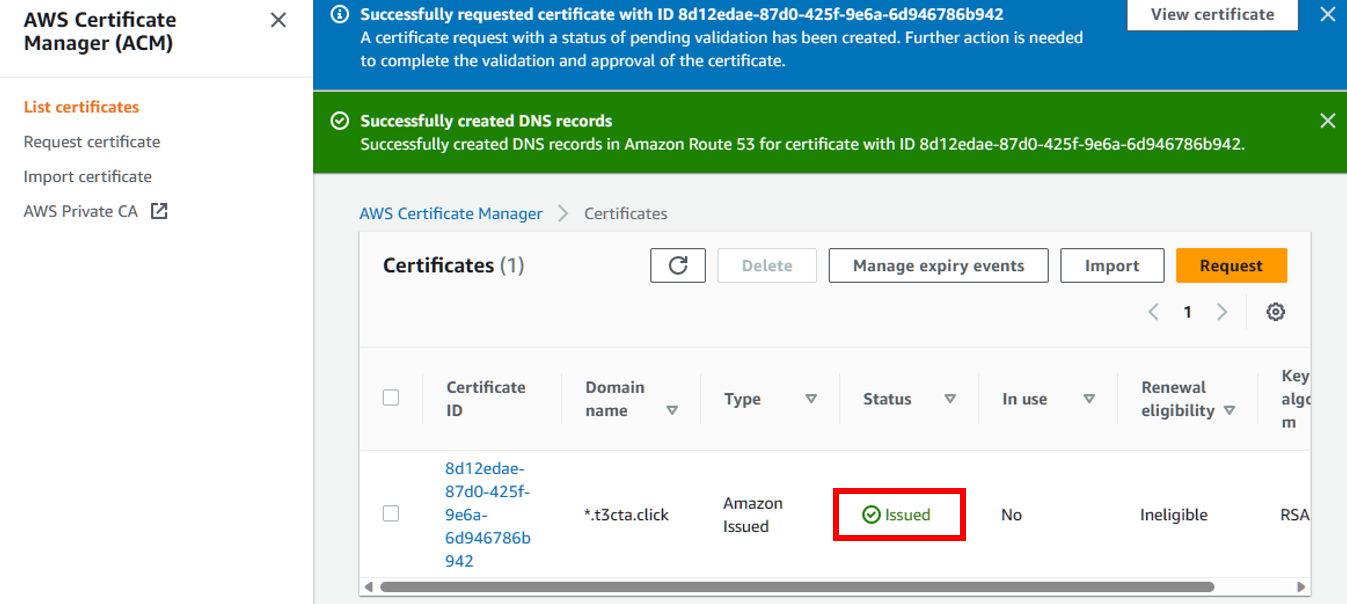 AWS Certificate
Manager (ACM)
List certificates
Request certificate
Import certificate
AWS Private CA
Successfully requested certificate with ID 8d12edae-87d0-425f-9e6a-6d946786b942
A certificate request with a status of pending validation has been created. Further action is needed
to complete the validation and approval of the certificate.
View certificate
Successfully created DNS records
Successfully created DNS records in Amazon Route 53 for certificate with ID 8d12edae-87d0-425f-9e6a-6d946786b942.
AWS Certificate Manager
Certificates
Certificates (1)
Delete
Manage expiry events
Import
Request
1
Certificate
ID
Domain
name
Type
Status
In use
Renewal
eligibility
Key
algo
m
8d12edae-
87d0-425f-
9e6a-
6d946786b
942
*.t3cta.click
Amazon
Issued
Issued
No
Ineligible
RSA